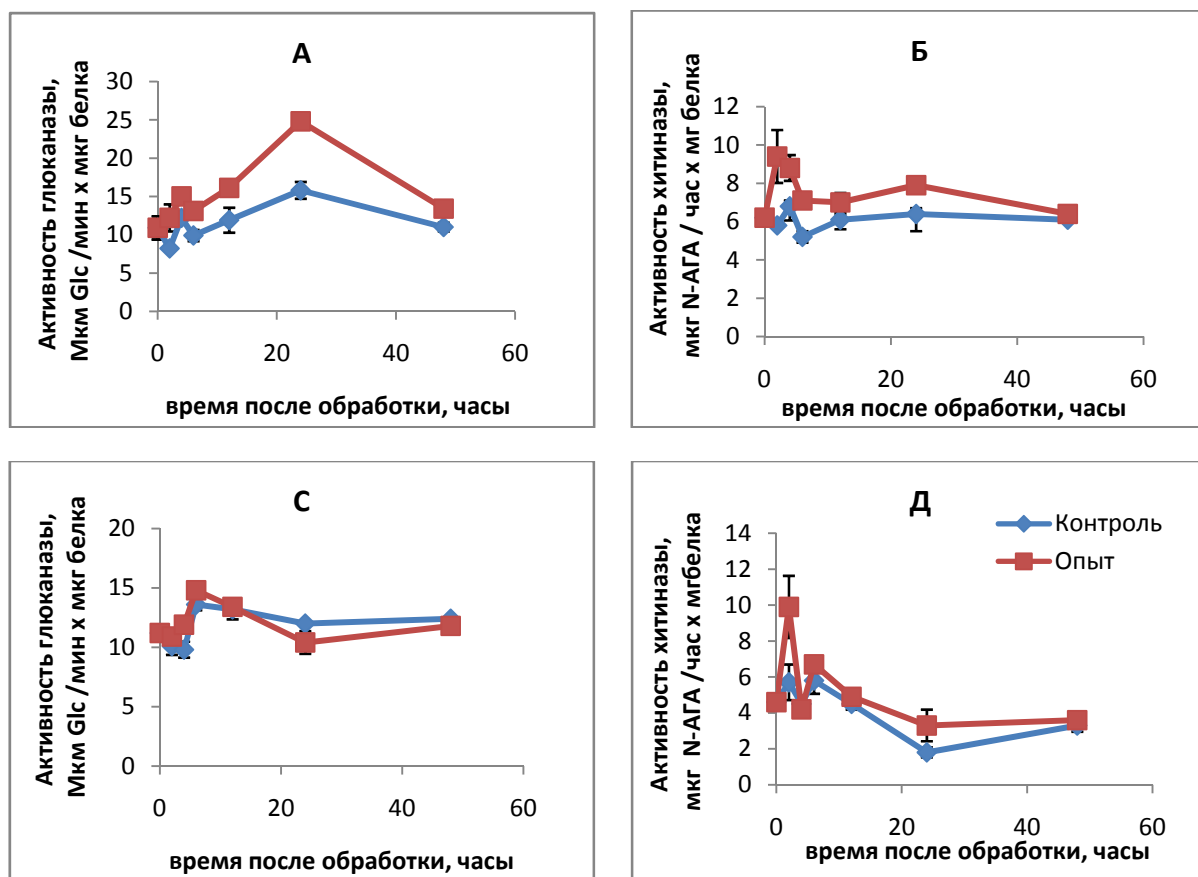 А
Активность глюканазы,
Мкм Glc /мин х мкг белка
30
25
20
15
10
5
0
0
20
40
60
время после обработки, часы
Б
Активность хитиназы,
мкг N-АГА / час х мг белка
12
10
8
6
4
2
0
0
20
40
60
время после обработки, часы
С
Активность глюканазы,
Мкм Glc /мин х мкг белка
20
15
10
5
0
0
20
40
60
время после обработки, часы
Д
Активность хитиназы,
мкг N-АГА /час х мгбелка
14
12
10
8
6
4
2
0
0
20
40
60
время после обработки, часы
Контроль
Опыт